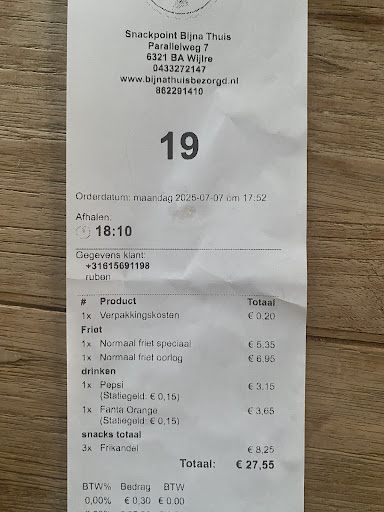 Snackpoint Bijna Thuis
Parallelweg 7
6321 BA Wijlre
0433272147
www.bijnathuisbezorgd.nl
862291410
19
Orderdatum: maandag 2025-07-07 om 17:52
Afhalen:
18:10
Gegevens klant:
+31615691198
ruben
# Product Totaal
1x Verpakkingskosten € 0,20
Friet
1x Normaal friet speciaal € 5,35
1x Normaal friet oorlog € 6,95
drinken
1x Pepsi € 3,15
(Statiegeld: € 0,15)
1x Fanta Orange € 3,65
(Statiegeld: € 0,15)
snacks totaal
3x Frikandel € 8,25
Totaal: € 27,55
BTW% Bedrag BTW
0,00% € 0,30 € 0,00